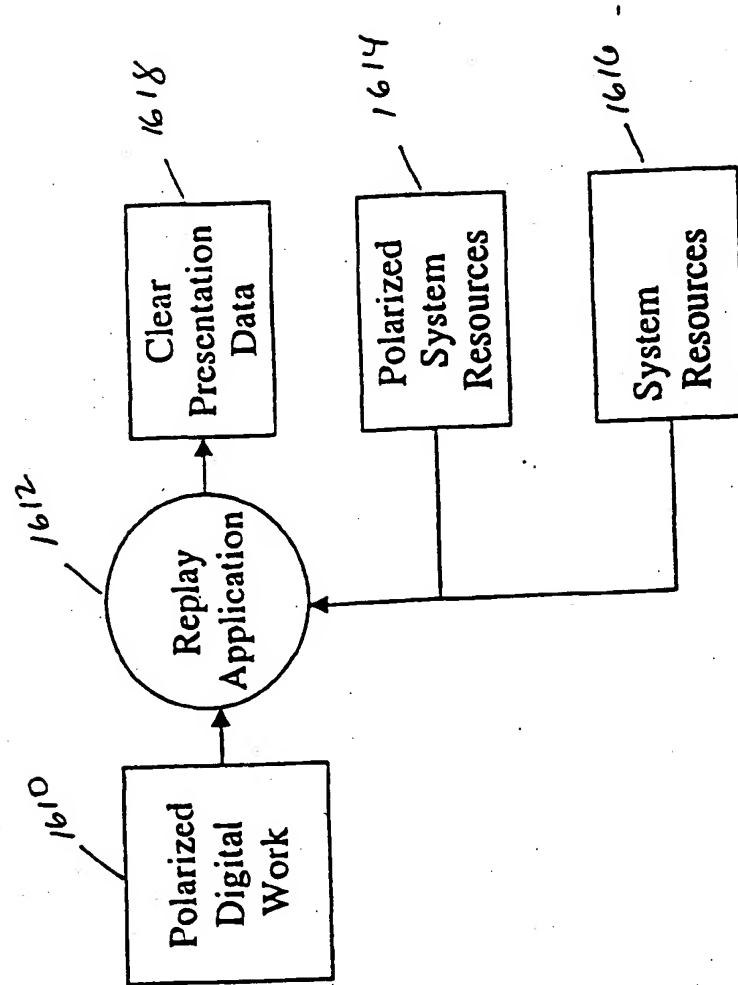 1610
Polarized
Digital
Work
1612
Replay
Application
1618
Clear
Presentation
Data
1614
Polarized
System
Resources
1616
System
Resources